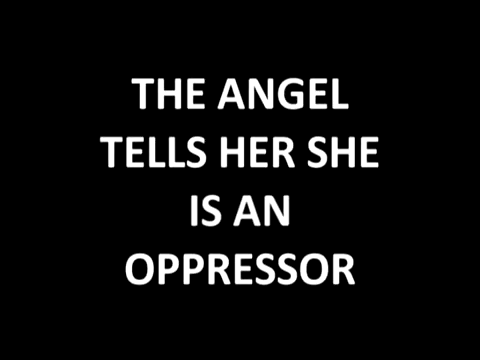 THE ANGEL
TELLS HER SHE
IS AN
OPPRESSOR